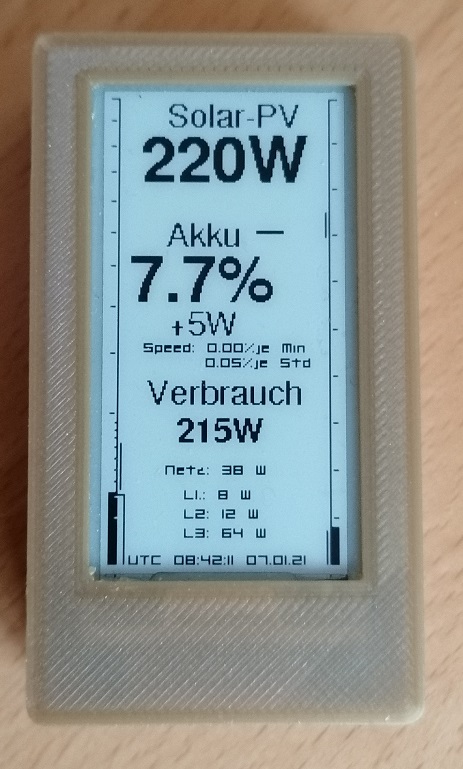 Solar-PV
220W
Akku —
7.7%
+5W
Speed: 0.00%/je Min
0.05%/je Std
Verbrauch
215W
Netz: 38 W
L1: 8 W
L2: 12 W
L3: 64 W
UTC 08:42:11 07.01.21